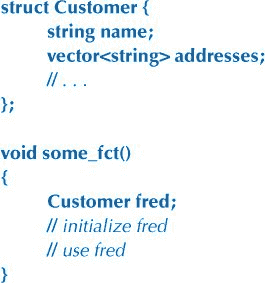 struct Customer {
string name;
vector<string> addresses;
// . . .
};
void some_fct()
{
Customer fred;
// initialize fred
// use fred
}